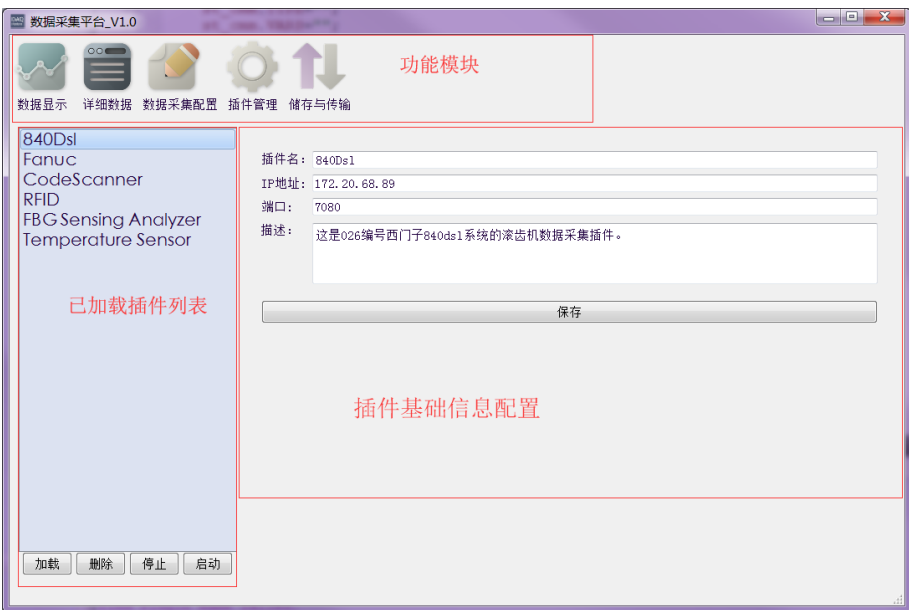 数据采集平台_V1.0
功能模块
数据显示 详细数据 数据采集配置 插件管理 储存与传输
840Dsl
Fanuc
CodeScanner
RFID
FBG Sensing Analyzer
Temperature Sensor
已加载插件列表
加载 删除 停止 启动
插件名: 840Dsl
IP地址: 172.20.68.89
端口: 7080
描述: 这是026编号西门子840dsl系统的滚齿机数据采集插件。
保存
插件基础信息配置